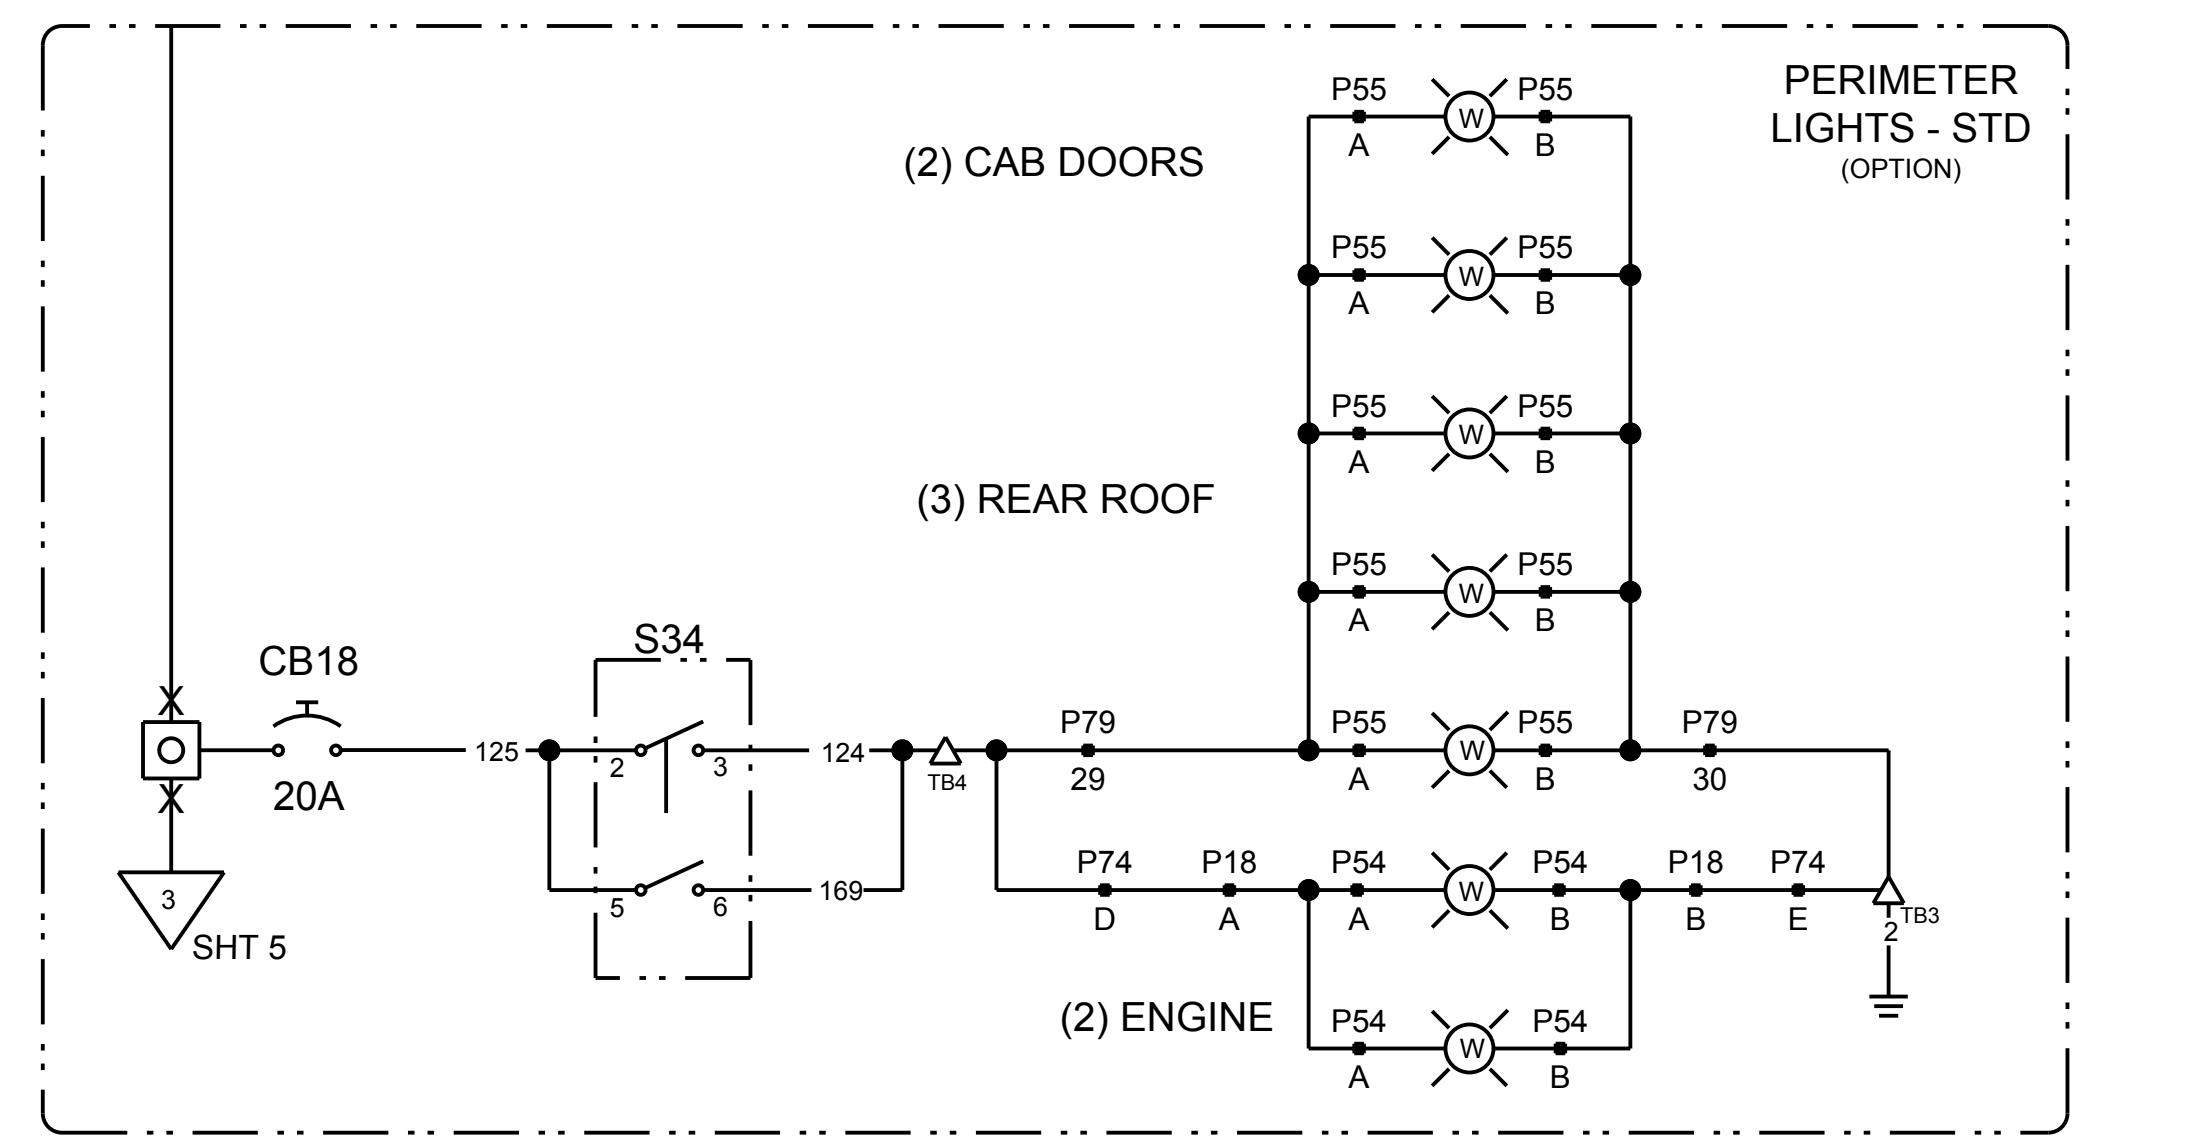 PERIMETER
LIGHTS - STD
(OPTION)
P55 W P55
A B
(2) CAB DOORS
P55 W P55
A B
P55 W P55
A B
(3) REAR ROOF
P55 W P55
A B
S34
CB18
X
P79 P55 W P55 P79
125 2 3 124 TB4
29 A B 30
20A
X
P74 P18 P54 W P54 P18 P74
3 5 6 169
D A A B B E
TB3
2
SHT 5
(2) ENGINE
P54 W P54
A B